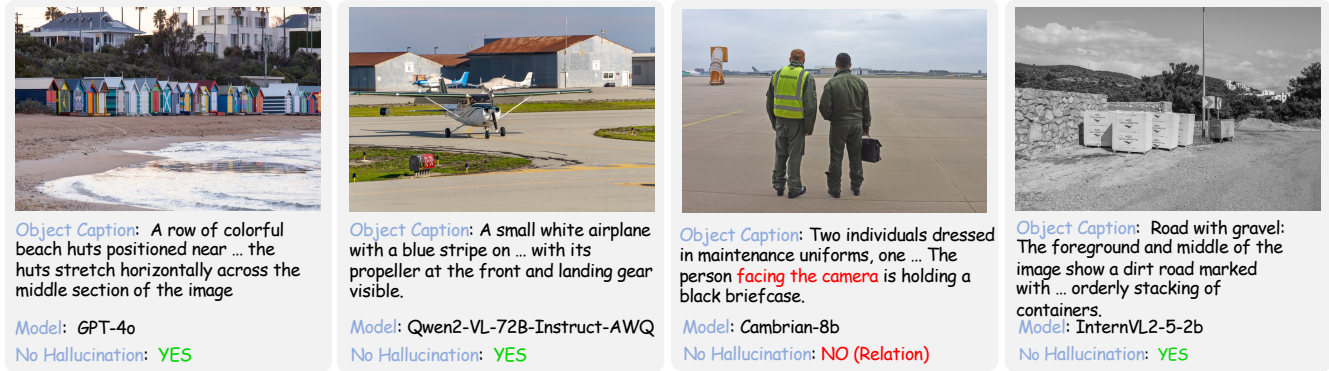 Object Caption: A row of colorful
beach huts positioned near ... the
huts stretch horizontally across the
middle section of the image
Model: GPT-4o
No Hallucination: YES
Object Caption: A small white airplane
with a blue stripe on ... with its
propeller at the front and landing gear
visible.
Model: Qwen2-VL-72B-Instruct-AWQ
No Hallucination: YES
Object Caption: Two individuals dressed
in maintenance uniforms, one ... The
person facing the camera is holding a
black briefcase.
Model: Cambrian-8b
No Hallucination: NO (Relation)
Object Caption: Road with gravel:
The foreground and middle of the
image show a dirt road marked
with ... orderly stacking of
containers.
Model: InternVL2-5-2b
No Hallucination: YES